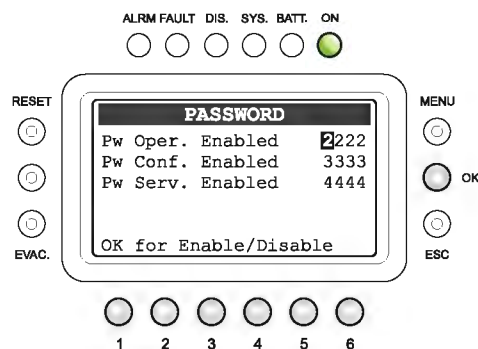 ALRM FAULT DIS. SYS. BATT. ON
RESET
MENU
PASSWORD
Pw Oper. Enabled 2222
Pw Conf. Enabled 3333
OK
Pw Serv. Enabled 4444
EVAC.
ESC
OK for Enable/Disable
1 2 3 4 5 6